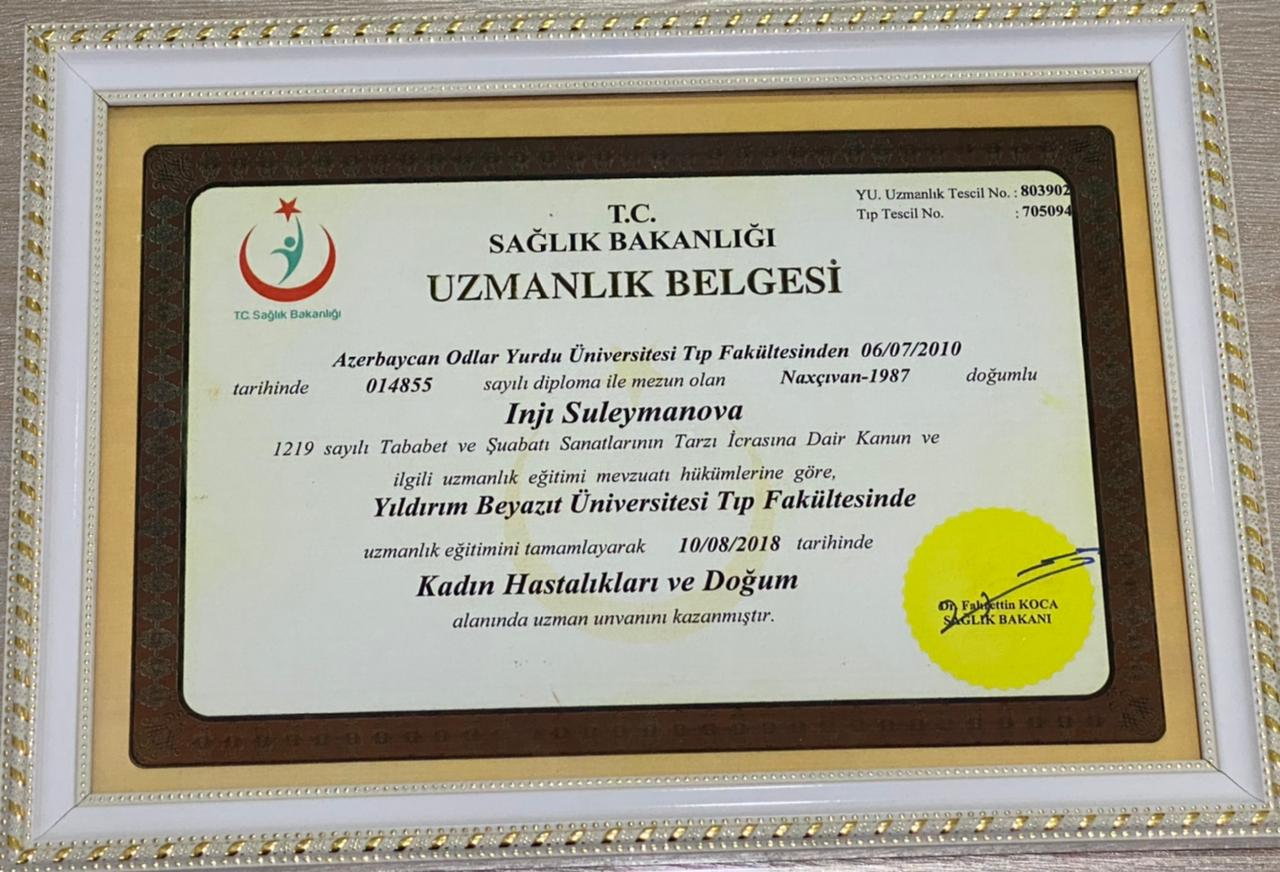 T.C. Sağlık Bakanlığı
YU. Uzmanlık Tescil No. : 803902
Tıp Tescil No. : 705094
T.C.
SAĞLIK BAKANLIĞI
UZMANLIK BELGESİ
Azerbaycan Odlar Yurdu Üniversitesi Tıp Fakültesinden 06/07/2010
tarihinde 014855 sayılı diploma ile mezun olan Naxçıvan-1987 doğumlu
Injı Suleymanova
1219 sayılı Tababet ve Şuabatı Sanatlarının Tarzı İcrasına Dair Kanun ve
ilgili uzmanlık eğitimi mevzuatı hükümlerine göre,
Yıldırım Beyazıt Üniversitesi Tıp Fakültesinde
uzmanlık eğitimini tamamlayarak 10/08/2018 tarihinde
Kadın Hastalıkları ve Doğum
alanında uzman unvanını kazanmıştır.
Dr. Fahrettin KOCA
SAĞLIK BAKANI